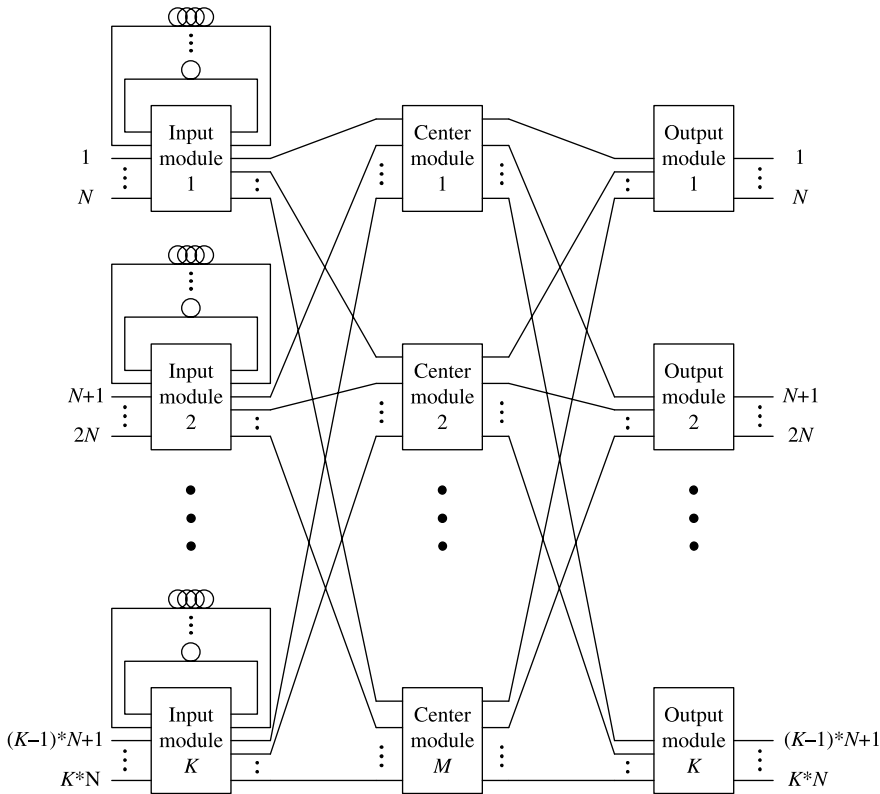 Input module 1
Center module 1
Output module 1
1
N
1
N
Input module 2
Center module 2
Output module 2
N+1
2N
N+1
2N
Input module K
Center module M
Output module K
(K−1)*N+1
K*N
(K−1)*N+1
K*N